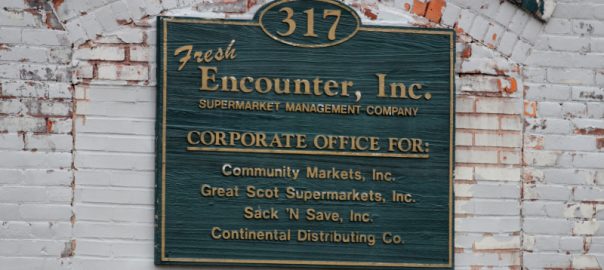 317
Fresh
Encounter, Inc.
SUPERMARKET MANAGEMENT COMPANY
CORPORATE OFFICE FOR:
Community Markets, Inc.
Great Scot Supermarkets, Inc.
Sack 'N Save, Inc.
Continental Distributing Co.